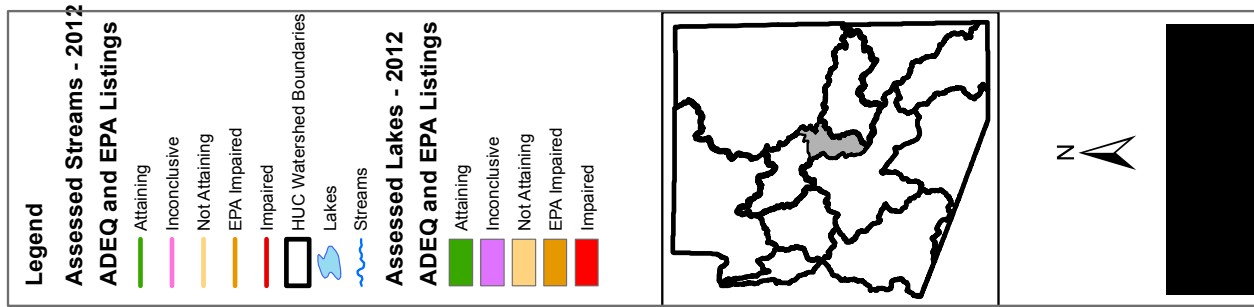 Legend
Assessed Streams - 2012
ADEQ and EPA Listings
Attaining
Inconclusive
Not Attaining
EPA Impaired
Impaired
HUC Watershed Boundaries
Lakes
Streams
Assessed Lakes - 2012
ADEQ and EPA Listings
Attaining
Inconclusive
Not Attaining
EPA Impaired
Impaired
N